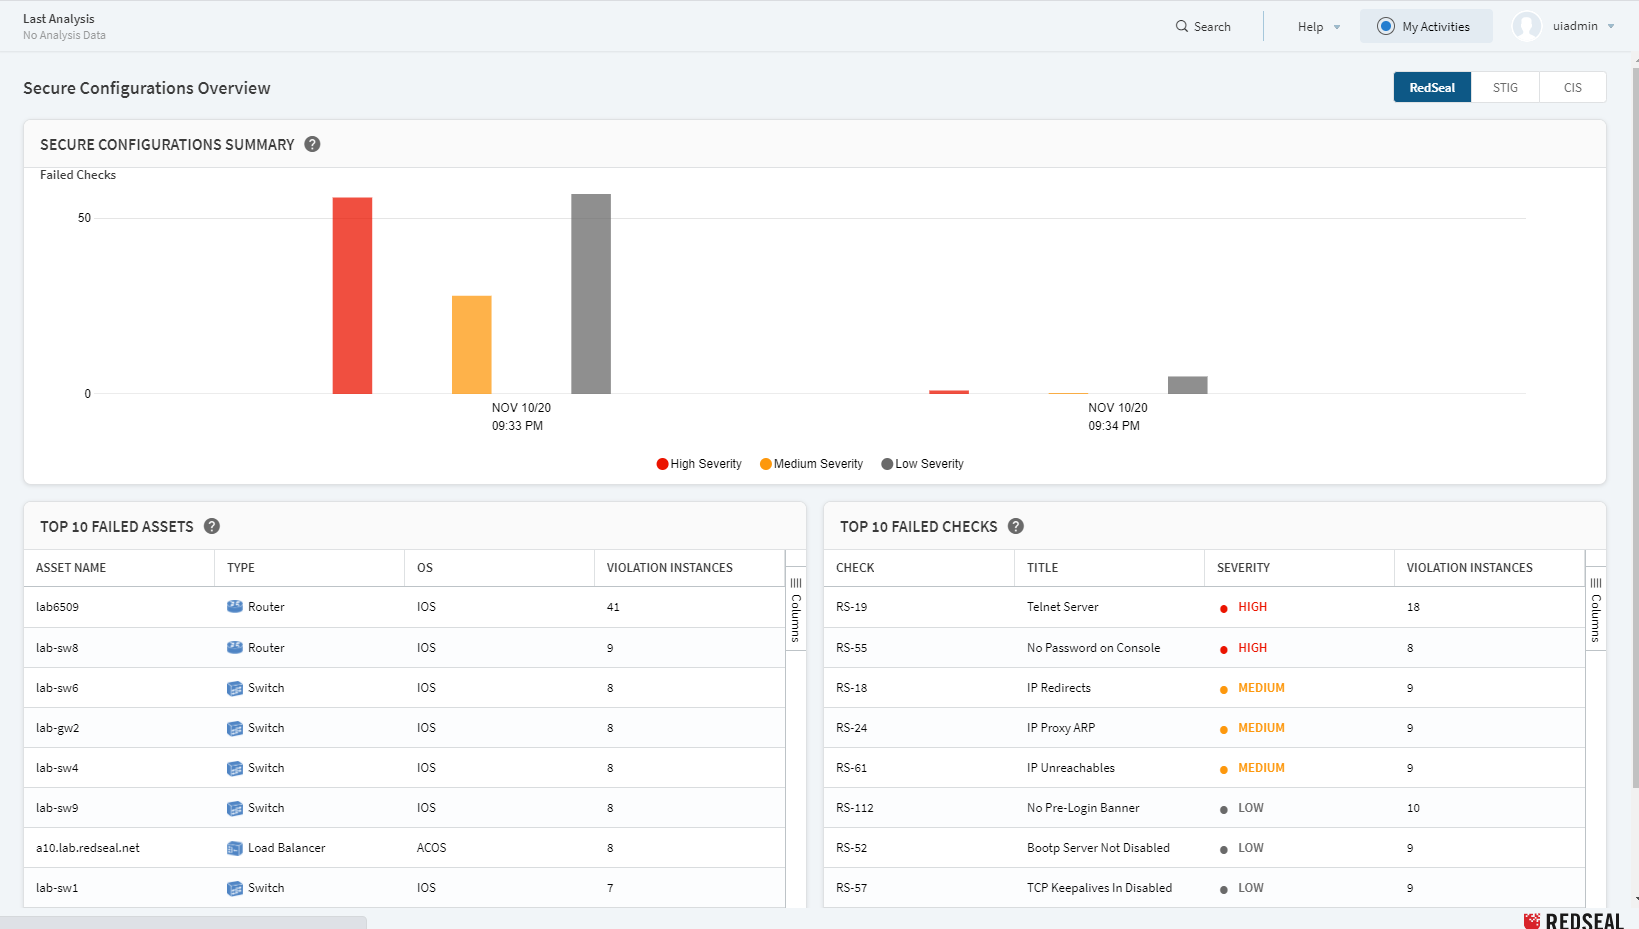 Last Analysis
No Analysis Data
Search
Help
My Activities
uiadmin
Secure Configurations Overview
RedSeal STIG CIS
SECURE CONFIGURATIONS SUMMARY ?
Failed Checks
50
0
NOV 10/20
09:33 PM
NOV 10/20
09:34 PM
High Severity Medium Severity Low Severity
TOP 10 FAILED ASSETS ?
ASSET NAME TYPE OS VIOLATION INSTANCES
lab6509 Router IOS 41
lab-sw8 Router IOS 9
lab-sw6 Switch IOS 8
lab-gw2 Switch IOS 8
lab-sw4 Switch IOS 8
lab-sw9 Switch IOS 8
a10.lab.redseal.net Load Balancer ACOS 8
lab-sw1 Switch IOS 7
Columns
TOP 10 FAILED CHECKS ?
CHECK TITLE SEVERITY VIOLATION INSTANCES
RS-19 Telnet Server HIGH 18
RS-55 No Password on Console HIGH 8
RS-18 IP Redirects MEDIUM 9
RS-24 IP Proxy ARP MEDIUM 9
RS-61 IP Unreachables MEDIUM 9
RS-112 No Pre-Login Banner LOW 10
RS-52 Bootp Server Not Disabled LOW 9
RS-57 TCP Keepalives In Disabled LOW 9
Columns
REDSEAL